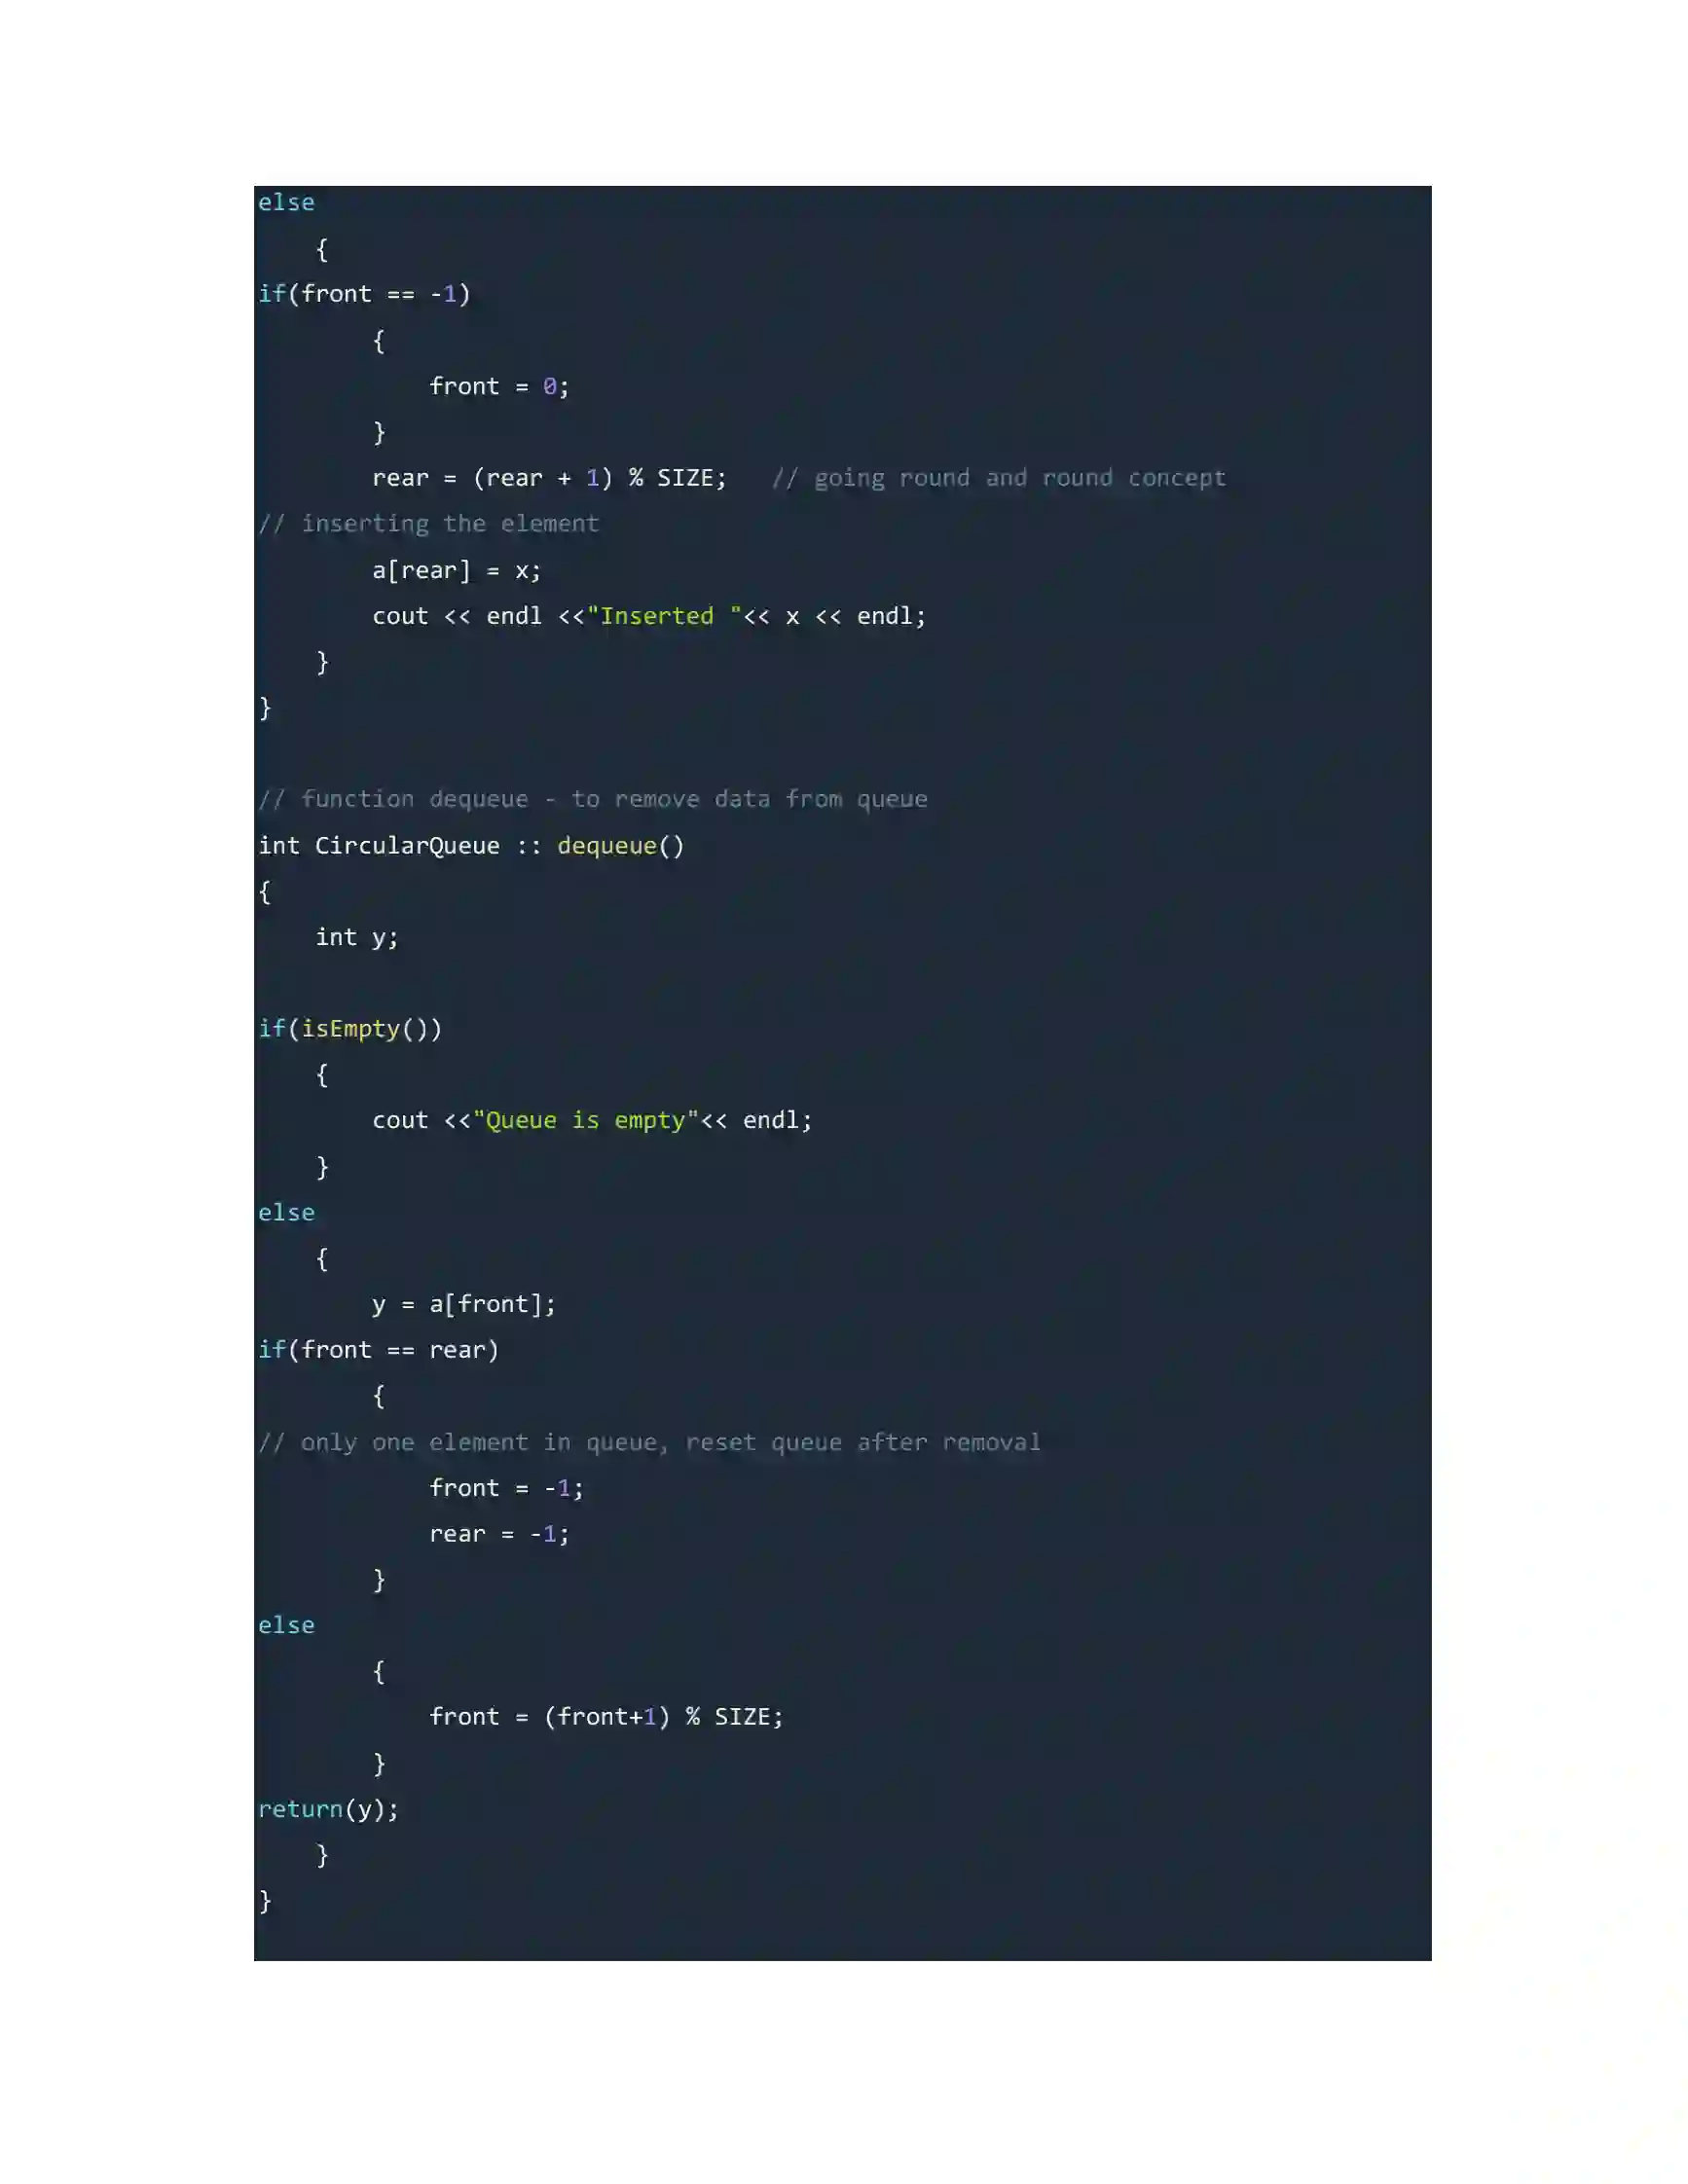 else
    {
if(front == -1)
        {
            front = 0;
        }
        rear = (rear + 1) % SIZE;   // going round and round concept
// inserting the element
        a[rear] = x;
        cout << endl <<"Inserted "<< x << endl;
    }
}

// function dequeue - to remove data from queue
int CircularQueue :: dequeue()
{
    int y;

if(isEmpty())
    {
        cout <<"Queue is empty"<< endl;
    }
else
    {
        y = a[front];
if(front == rear)
        {
// only one element in queue, reset queue after removal
            front = -1;
            rear = -1;
        }
else
        {
            front = (front+1) % SIZE;
        }
return(y);
    }
}